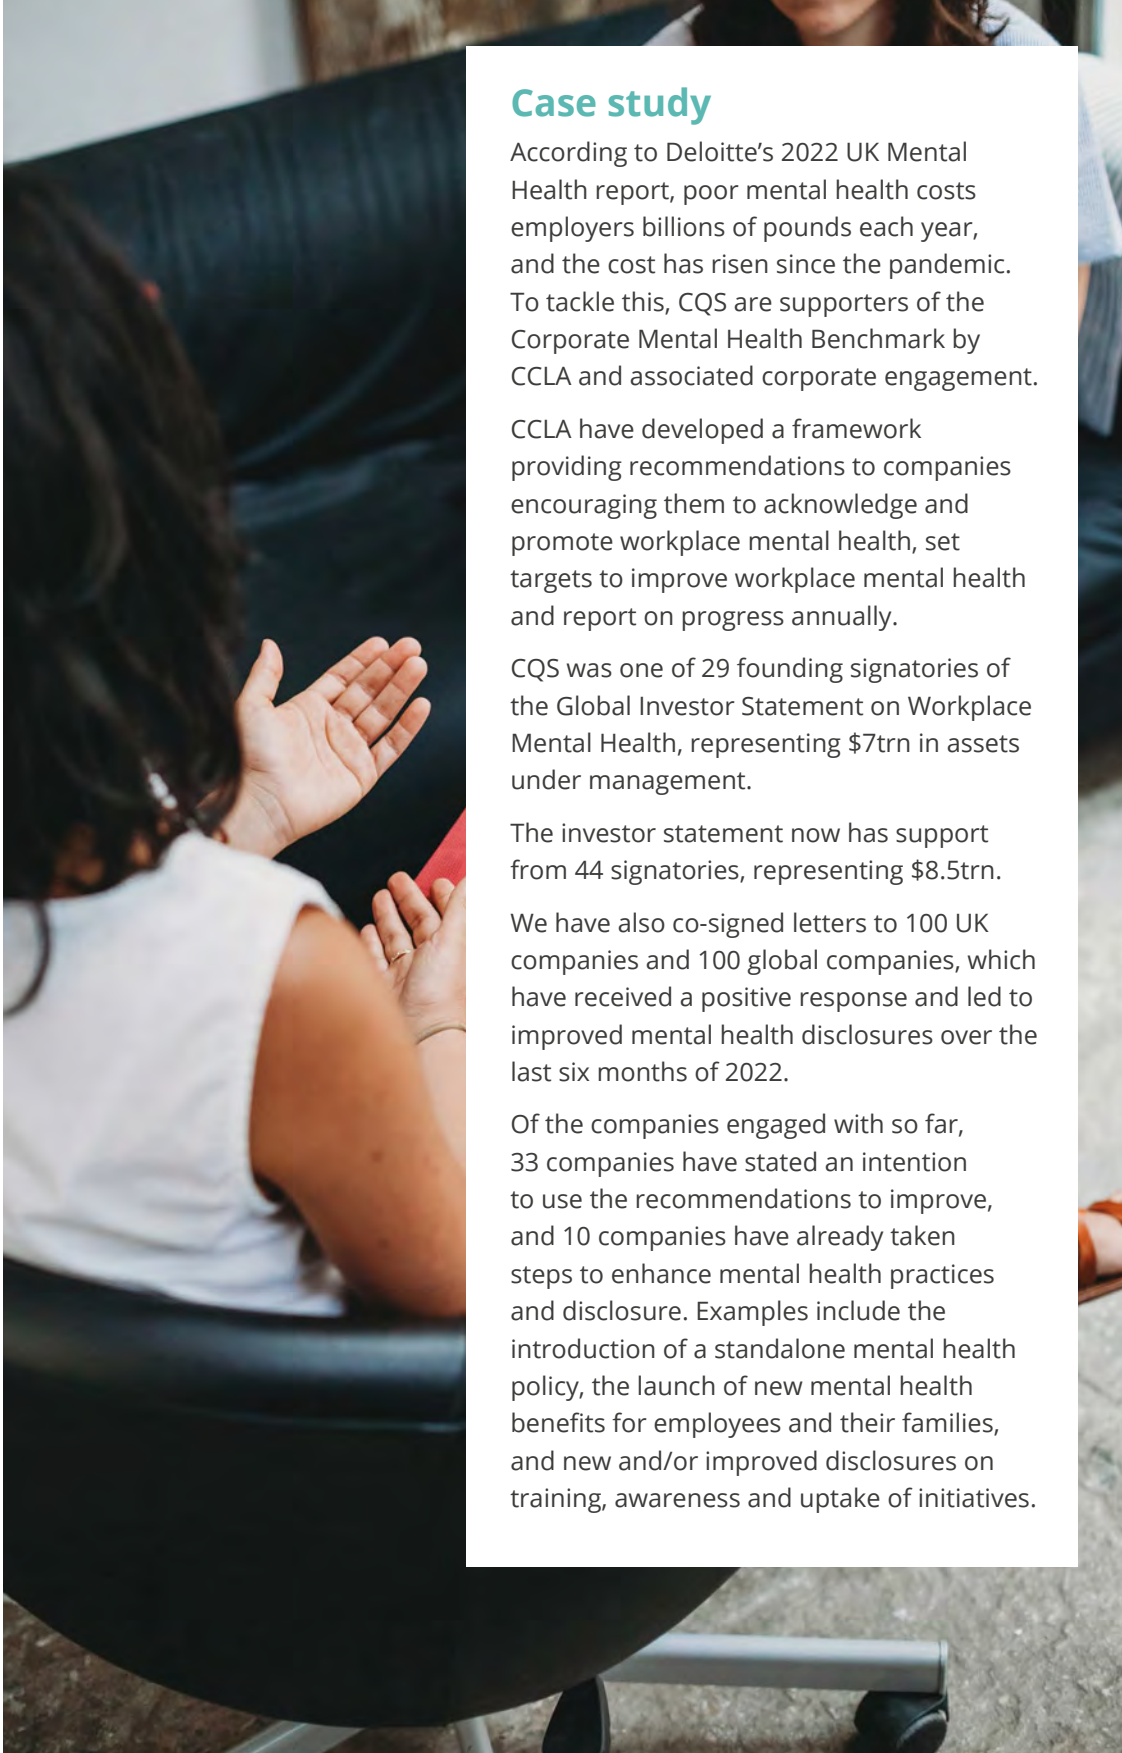 Case study
According to Deloitte’s 2022 UK Mental
Health report, poor mental health costs
employers billions of pounds each year,
and the cost has risen since the pandemic.
To tackle this, CQS are supporters of the
Corporate Mental Health Benchmark by
CCLA and associated corporate engagement.
CCLA have developed a framework
providing recommendations to companies
encouraging them to acknowledge and
promote workplace mental health, set
targets to improve workplace mental health
and report on progress annually.
CQS was one of 29 founding signatories of
the Global Investor Statement on Workplace
Mental Health, representing $7trn in assets
under management.
The investor statement now has support
from 44 signatories, representing $8.5trn.
We have also co-signed letters to 100 UK
companies and 100 global companies, which
have received a positive response and led to
improved mental health disclosures over the
last six months of 2022.
Of the companies engaged with so far,
33 companies have stated an intention
to use the recommendations to improve,
and 10 companies have already taken
steps to enhance mental health practices
and disclosure. Examples include the
introduction of a standalone mental health
policy, the launch of new mental health
benefits for employees and their families,
and new and/or improved disclosures on
training, awareness and uptake of initiatives.